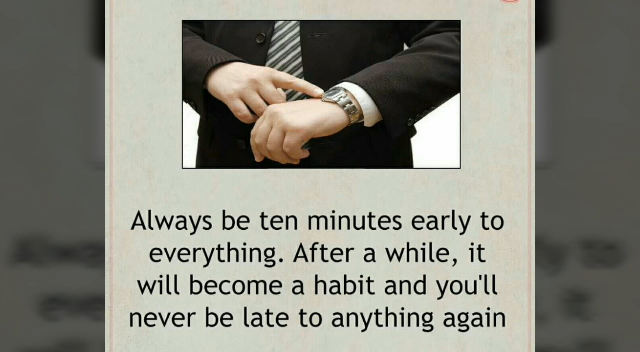 Always be ten minutes early to
everything. After a while, it
will become a habit and you'll
never be late to anything again